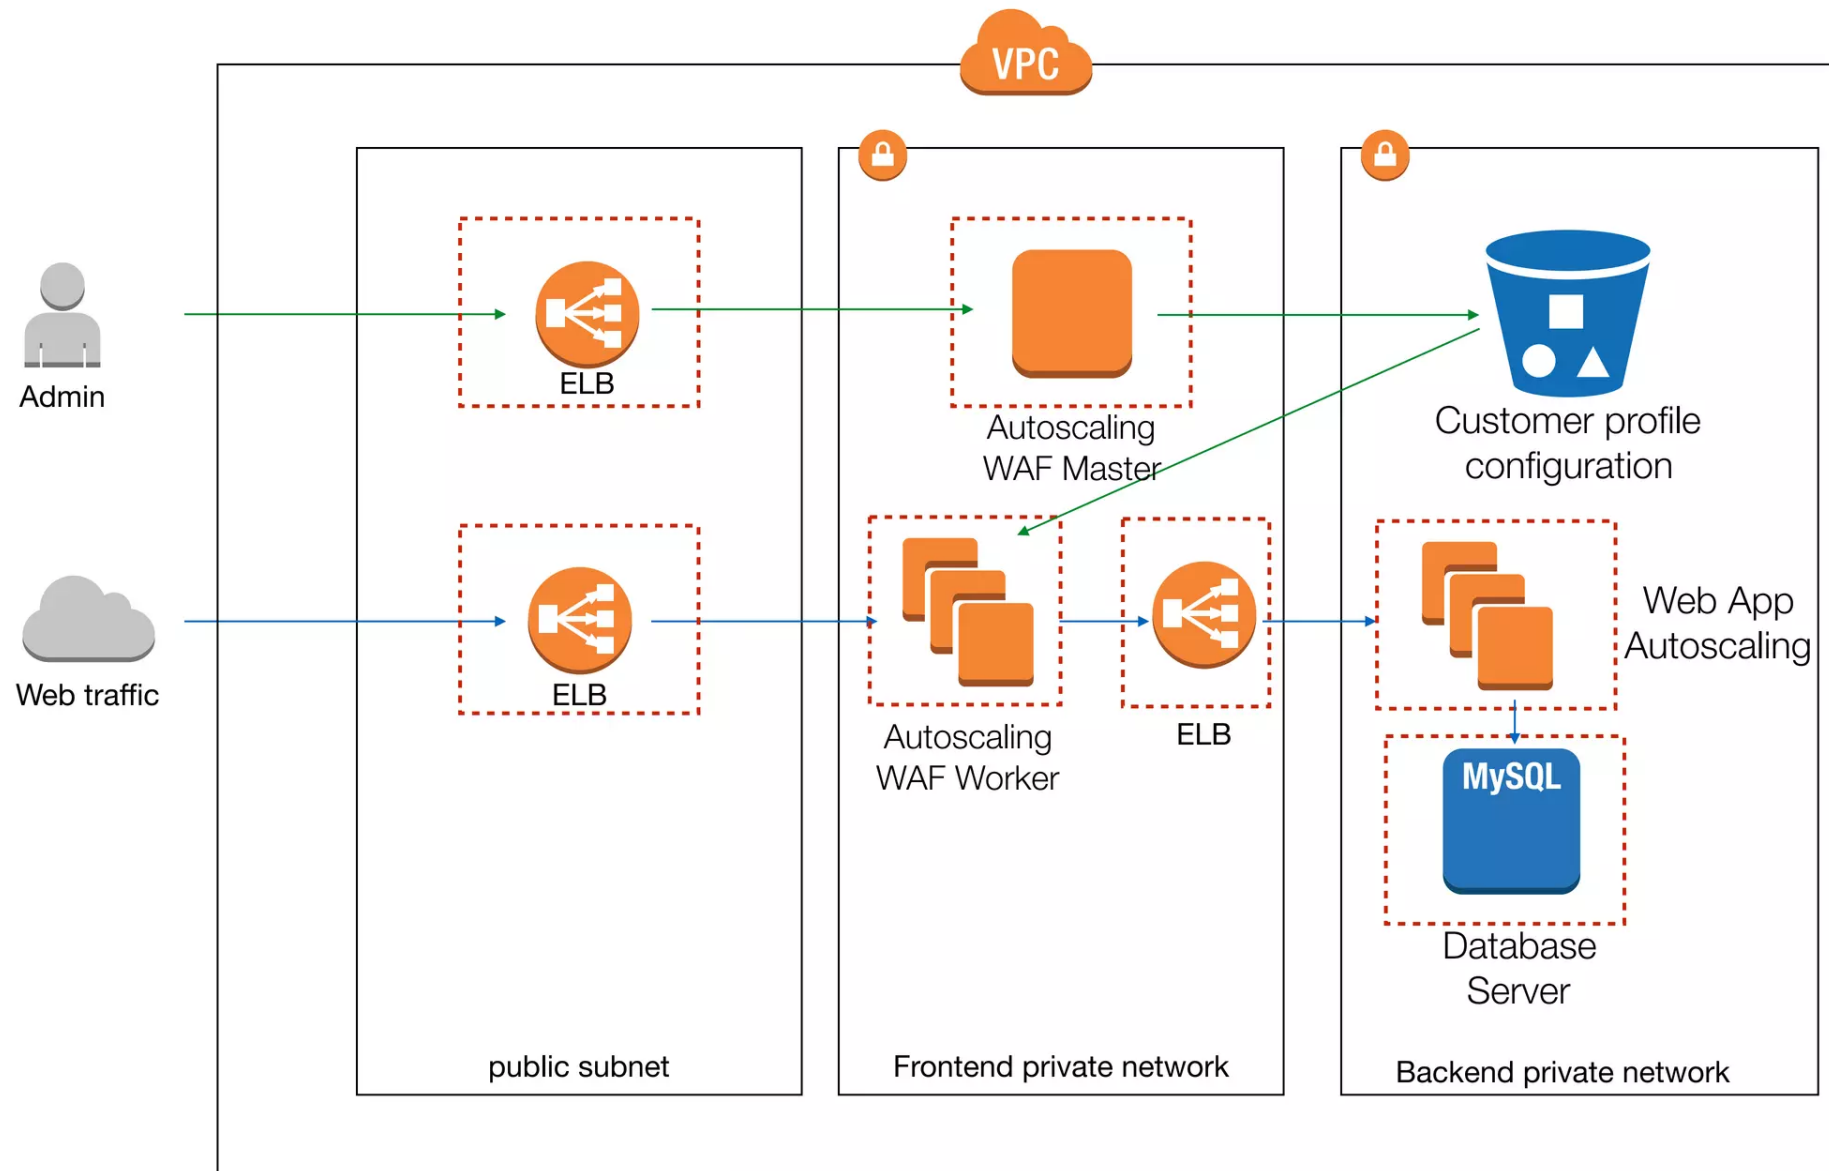 VPC
Admin
ELB
Autoscaling
WAF Master
Customer profile
configuration
Web traffic
ELB
Autoscaling
WAF Worker
ELB
Web App
Autoscaling
MySQL
Database
Server
public subnet
Frontend private network
Backend private network